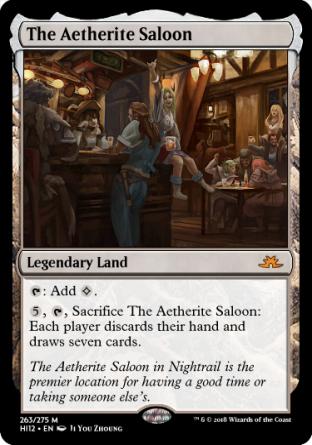 The Aetherite Saloon
Legendary Land
: Add .
5, , Sacrifice The Aetherite Saloon:
Each player discards their hand and
draws seven cards.
The Aetherite Saloon in Nightrail is the
premier location for having a good time or
taking someone else's.
263/275 M
HI12 • EN Ji You Zhoung
™ & © 2018 Wizards of the Coast